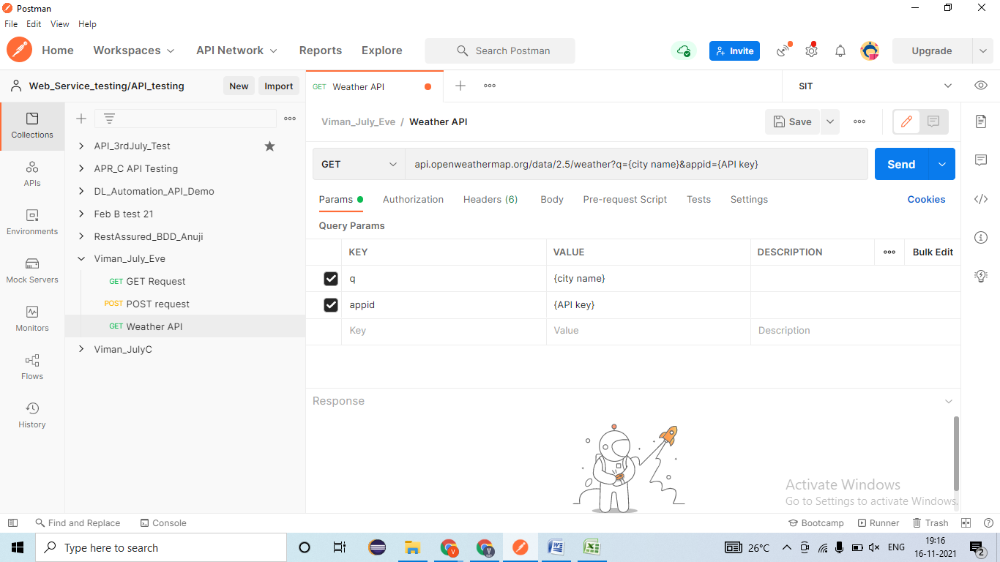 Postman
File Edit View Help
Home Workspaces API Network Reports Explore Search Postman Invite Upgrade
Web_Service_testing/API_testing New Import
GET Weather API
SIT
Collections
APIs
Environments
Mock Servers
Monitors
Flows
History
API_3rdJuly_Test
APR_C API Testing
DL_Automation_API_Demo
Feb B test 21
RestAssured_BDD_Anuji
Viman_July_Eve
GET GET Request
POST POST request
GET Weather API
Viman_JulyC
Viman_July_Eve / Weather API Save
GET api.openweathermap.org/data/2.5/weather?q={city name}&appid={API key} Send
Params Authorization Headers (6) Body Pre-request Script Tests Settings Cookies
Query Params
KEY VALUE DESCRIPTION Bulk Edit
q {city name}
appid {API key}
Key Value Description
Response
Activate Windows
Go to Settings to activate Windows.
Find and Replace Console Bootcamp Runner Trash
Type here to search 26°C ENG 19:16
16-11-2021 2